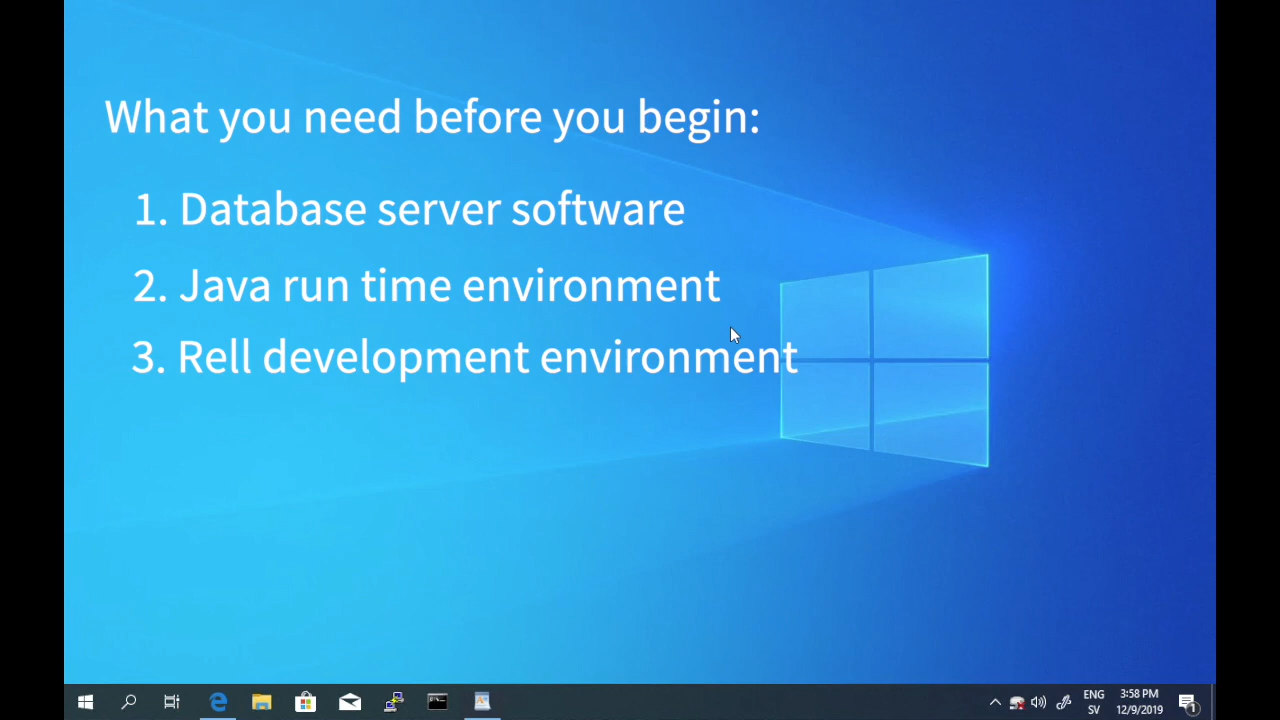 What you need before you begin:
1. Database server software
2. Java run time environment
3. Rell development environment
ENG
SV
3:58 PM
12/9/2019
1